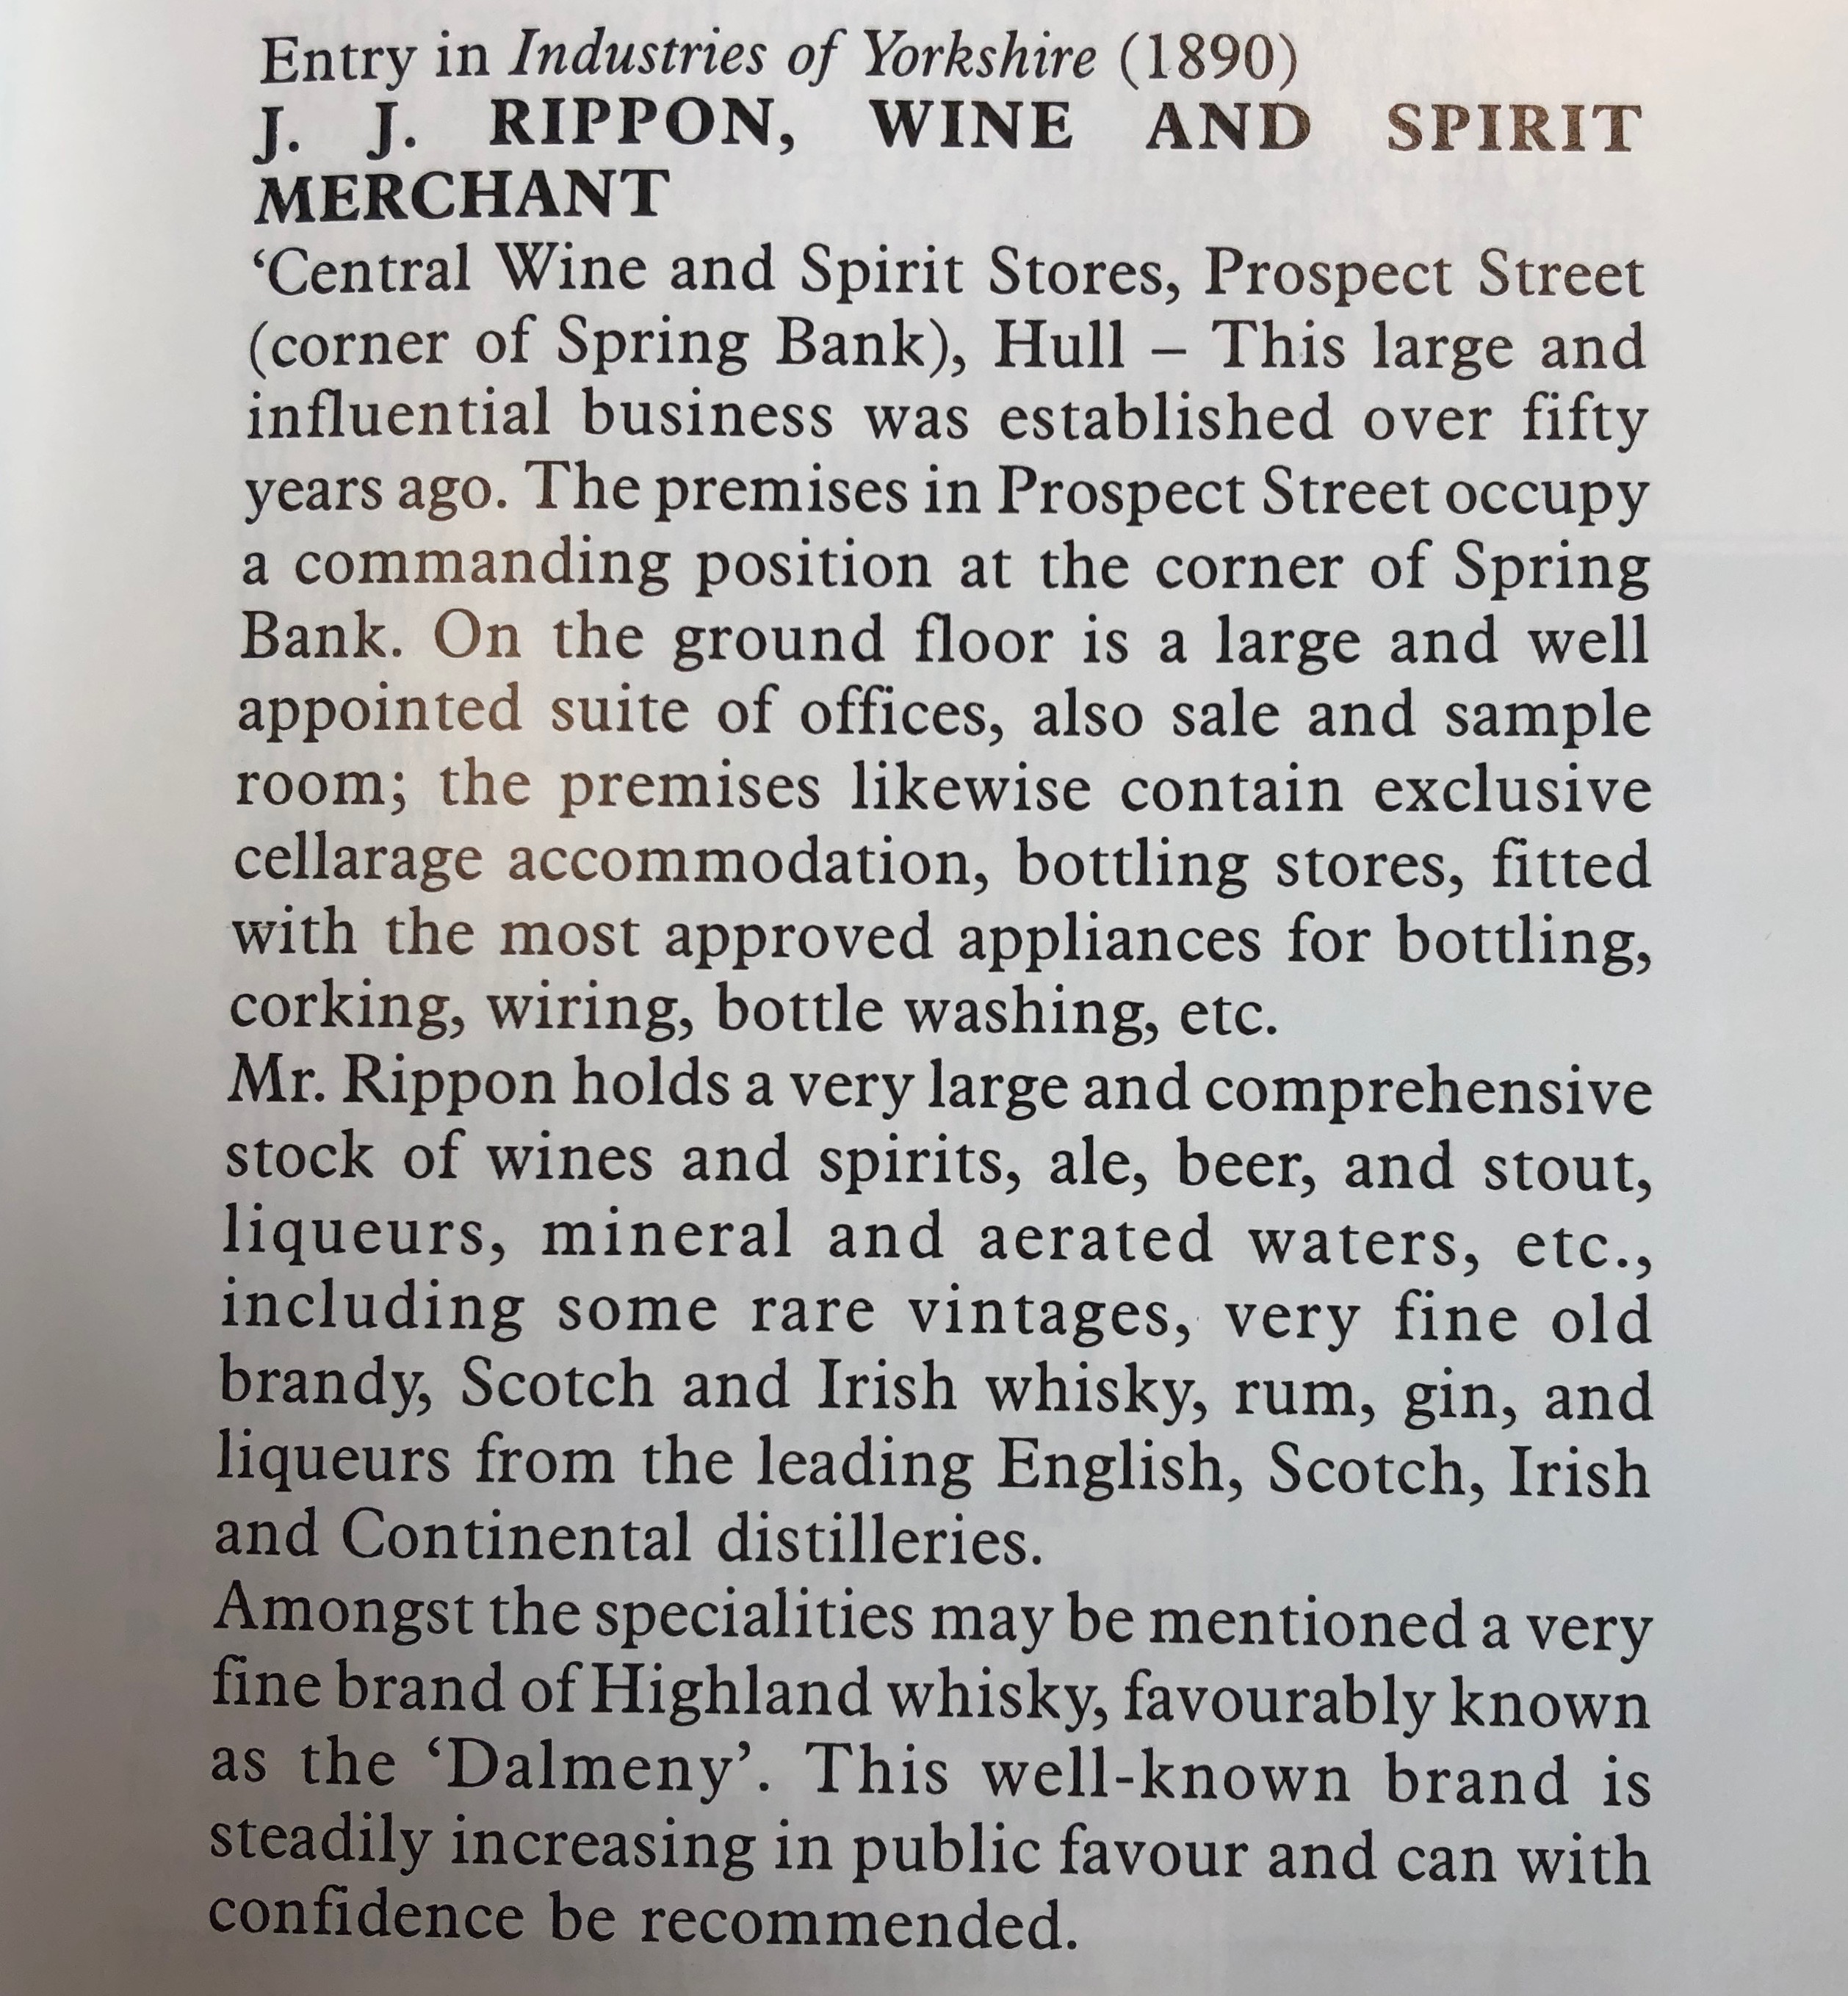 Entry in Industries of Yorkshire (1890)
J. J. RIPPON, WINE AND SPIRIT
MERCHANT
‘Central Wine and Spirit Stores, Prospect Street
(corner of Spring Bank), Hull – This large and
influential business was established over fifty
years ago. The premises in Prospect Street occupy
a commanding position at the corner of Spring
Bank. On the ground floor is a large and well
appointed suite of offices, also sale and sample
room; the premises likewise contain exclusive
cellarage accommodation, bottling stores, fitted
with the most approved appliances for bottling,
corking, wiring, bottle washing, etc.
Mr. Rippon holds a very large and comprehensive
stock of wines and spirits, ale, beer, and stout,
liqueurs, mineral and aerated waters, etc.,
including some rare vintages, very fine old
brandy, Scotch and Irish whisky, rum, gin, and
liqueurs from the leading English, Scotch, Irish
and Continental distilleries.
Amongst the specialities may be mentioned a very
fine brand of Highland whisky, favourably known
as the ‘Dalmeny’. This well-known brand is
steadily increasing in public favour and can with
confidence be recommended.